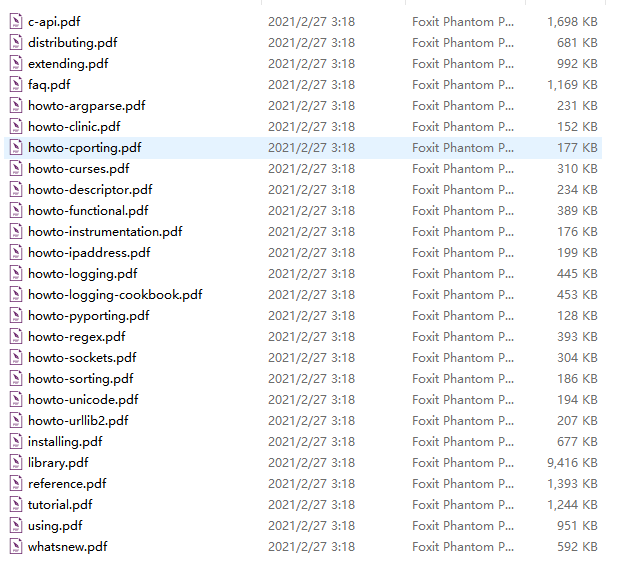 c-api.pdf 2021/2/27 3:18 Foxit Phantom P... 1,698 KB
distributing.pdf 2021/2/27 3:18 Foxit Phantom P... 681 KB
extending.pdf 2021/2/27 3:18 Foxit Phantom P... 992 KB
faq.pdf 2021/2/27 3:18 Foxit Phantom P... 1,169 KB
howto-argparse.pdf 2021/2/27 3:18 Foxit Phantom P... 231 KB
howto-clinic.pdf 2021/2/27 3:18 Foxit Phantom P... 152 KB
howto-cporting.pdf 2021/2/27 3:18 Foxit Phantom P... 177 KB
howto-curses.pdf 2021/2/27 3:18 Foxit Phantom P... 310 KB
howto-descriptor.pdf 2021/2/27 3:18 Foxit Phantom P... 234 KB
howto-functional.pdf 2021/2/27 3:18 Foxit Phantom P... 389 KB
howto-instrumentation.pdf 2021/2/27 3:18 Foxit Phantom P... 176 KB
howto-ipaddress.pdf 2021/2/27 3:18 Foxit Phantom P... 199 KB
howto-logging.pdf 2021/2/27 3:18 Foxit Phantom P... 445 KB
howto-logging-cookbook.pdf 2021/2/27 3:18 Foxit Phantom P... 453 KB
howto-pyporting.pdf 2021/2/27 3:18 Foxit Phantom P... 128 KB
howto-regex.pdf 2021/2/27 3:18 Foxit Phantom P... 393 KB
howto-sockets.pdf 2021/2/27 3:18 Foxit Phantom P... 304 KB
howto-sorting.pdf 2021/2/27 3:18 Foxit Phantom P... 186 KB
howto-unicode.pdf 2021/2/27 3:18 Foxit Phantom P... 194 KB
howto-urllib2.pdf 2021/2/27 3:18 Foxit Phantom P... 207 KB
installing.pdf 2021/2/27 3:18 Foxit Phantom P... 677 KB
library.pdf 2021/2/27 3:18 Foxit Phantom P... 9,416 KB
reference.pdf 2021/2/27 3:18 Foxit Phantom P... 1,393 KB
tutorial.pdf 2021/2/27 3:18 Foxit Phantom P... 1,244 KB
using.pdf 2021/2/27 3:18 Foxit Phantom P... 951 KB
whatsnew.pdf 2021/2/27 3:18 Foxit Phantom P... 592 KB